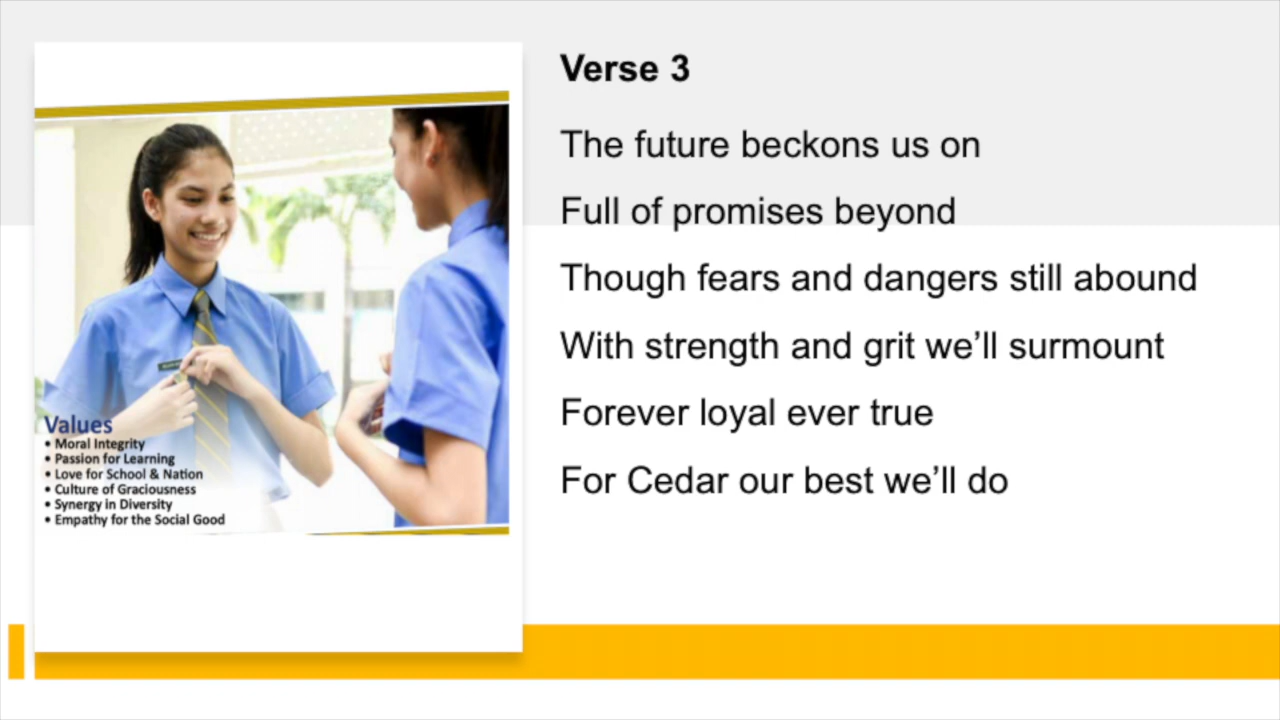 Verse 3
The future beckons us on
Full of promises beyond
Though fears and dangers still abound
With strength and grit we’ll surmount
Forever loyal ever true
For Cedar our best we’ll do
Values
• Moral Integrity
• Passion for Learning
• Love for School & Nation
• Culture of Graciousness
• Synergy in Diversity
• Empathy for the Social Good